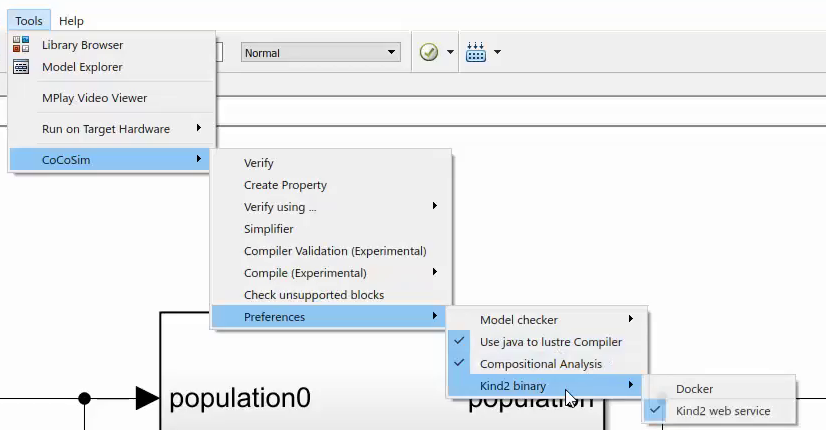 Tools Help
Library Browser
Normal
Model Explorer
MPlay Video Viewer
Run on Target Hardware
CoCoSim
Verify
Create Property
Verify using ...
Simplifier
Compiler Validation (Experimental)
Compile (Experimental)
Check unsupported blocks
Preferences
Model checker
Use java to lustre Compiler
Compositional Analysis
Kind2 binary
Docker
Kind2 web service
population0
population